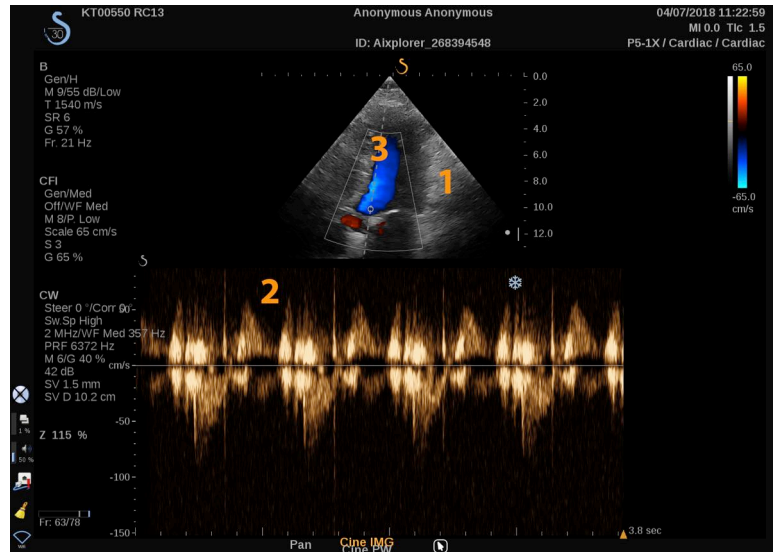 KT00550 RC13
Anonymous Anonymous
04/07/2018 11:22:59
MI 0.0 TIc 1.5
30
ID: Aixplorer_268394548
P5-1X / Cardiac / Cardiac
B
Gen/H
M 9/55 dB/Low
T 1540 m/s
SR 6
G 57 %
Fr. 21 Hz
0.0
2.0
4.0
6.0
8.0
10.0
12.0
65.0
-65.0
cm/s
3
1
CFI
Gen/Med
Off/WF Med
M 8/P. Low
Scale 65 cm/s
S 3
G 65 %
CW
Steer 0 °/Corr 0
Sw.Sp High
2 MHz/WF Med 357 Hz
PRF 6372 Hz
M 6/G 40 %
42 dB
SV 1.5 mm
SV D 10.2 cm
2
cm/s
-50
-100
-150
Z 115 %
1 %
50 %
Fr: 63/78
3.8 sec
Pan
Cine IMG
Cine PW